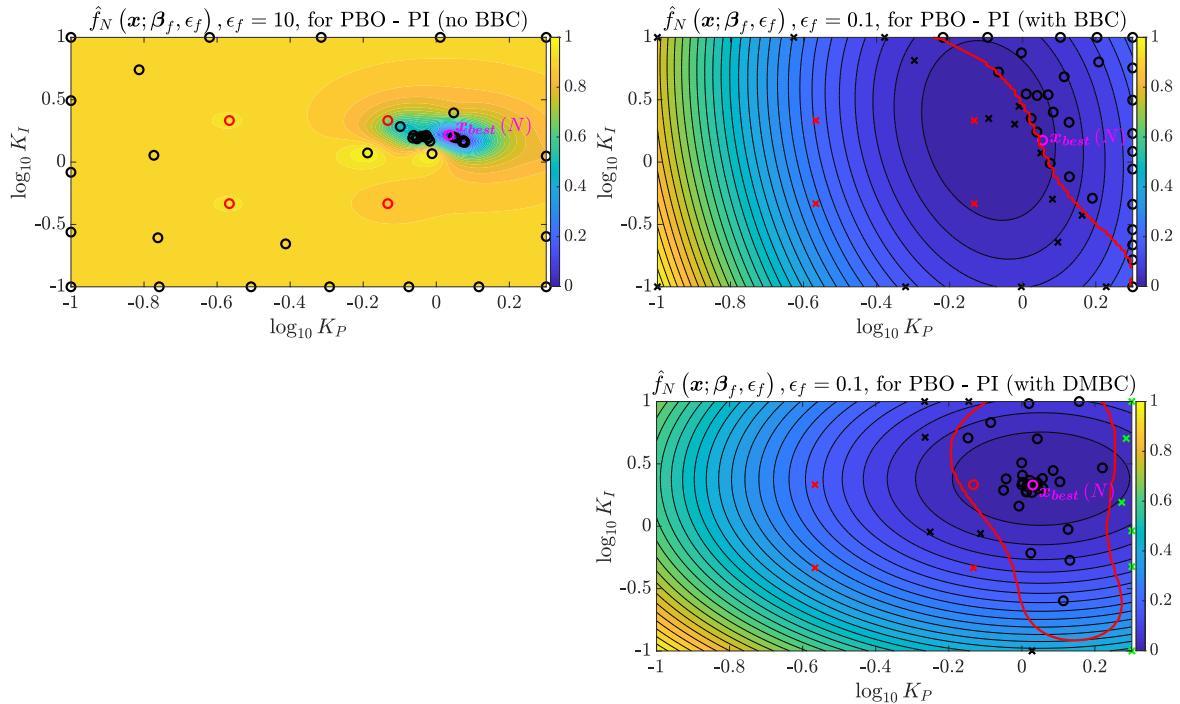 f̂_N (x; β_f, ϵ_f) , ϵ_f = 10, for PBO - PI (no BBC)
1
0.5
0
-0.5
-1
log₁₀ K_I
x_best (N)
-1 -0.8 -0.6 -0.4 -0.2 0 0.2
log₁₀ K_P
1
0.8
0.6
0.4
0.2
0
f̂_N (x; β_f, ϵ_f) , ϵ_f = 0.1, for PBO - PI (with BBC)
1
0.5
0
-0.5
-1
log₁₀ K_I
x_best (N)
-1 -0.8 -0.6 -0.4 -0.2 0 0.2
log₁₀ K_P
1
0.8
0.6
0.4
0.2
0
f̂_N (x; β_f, ϵ_f) , ϵ_f = 0.1, for PBO - PI (with DMBC)
1
0.5
0
-0.5
-1
log₁₀ K_I
x_best (N)
-1 -0.8 -0.6 -0.4 -0.2 0 0.2
log₁₀ K_P
1
0.8
0.6
0.4
0.2
0